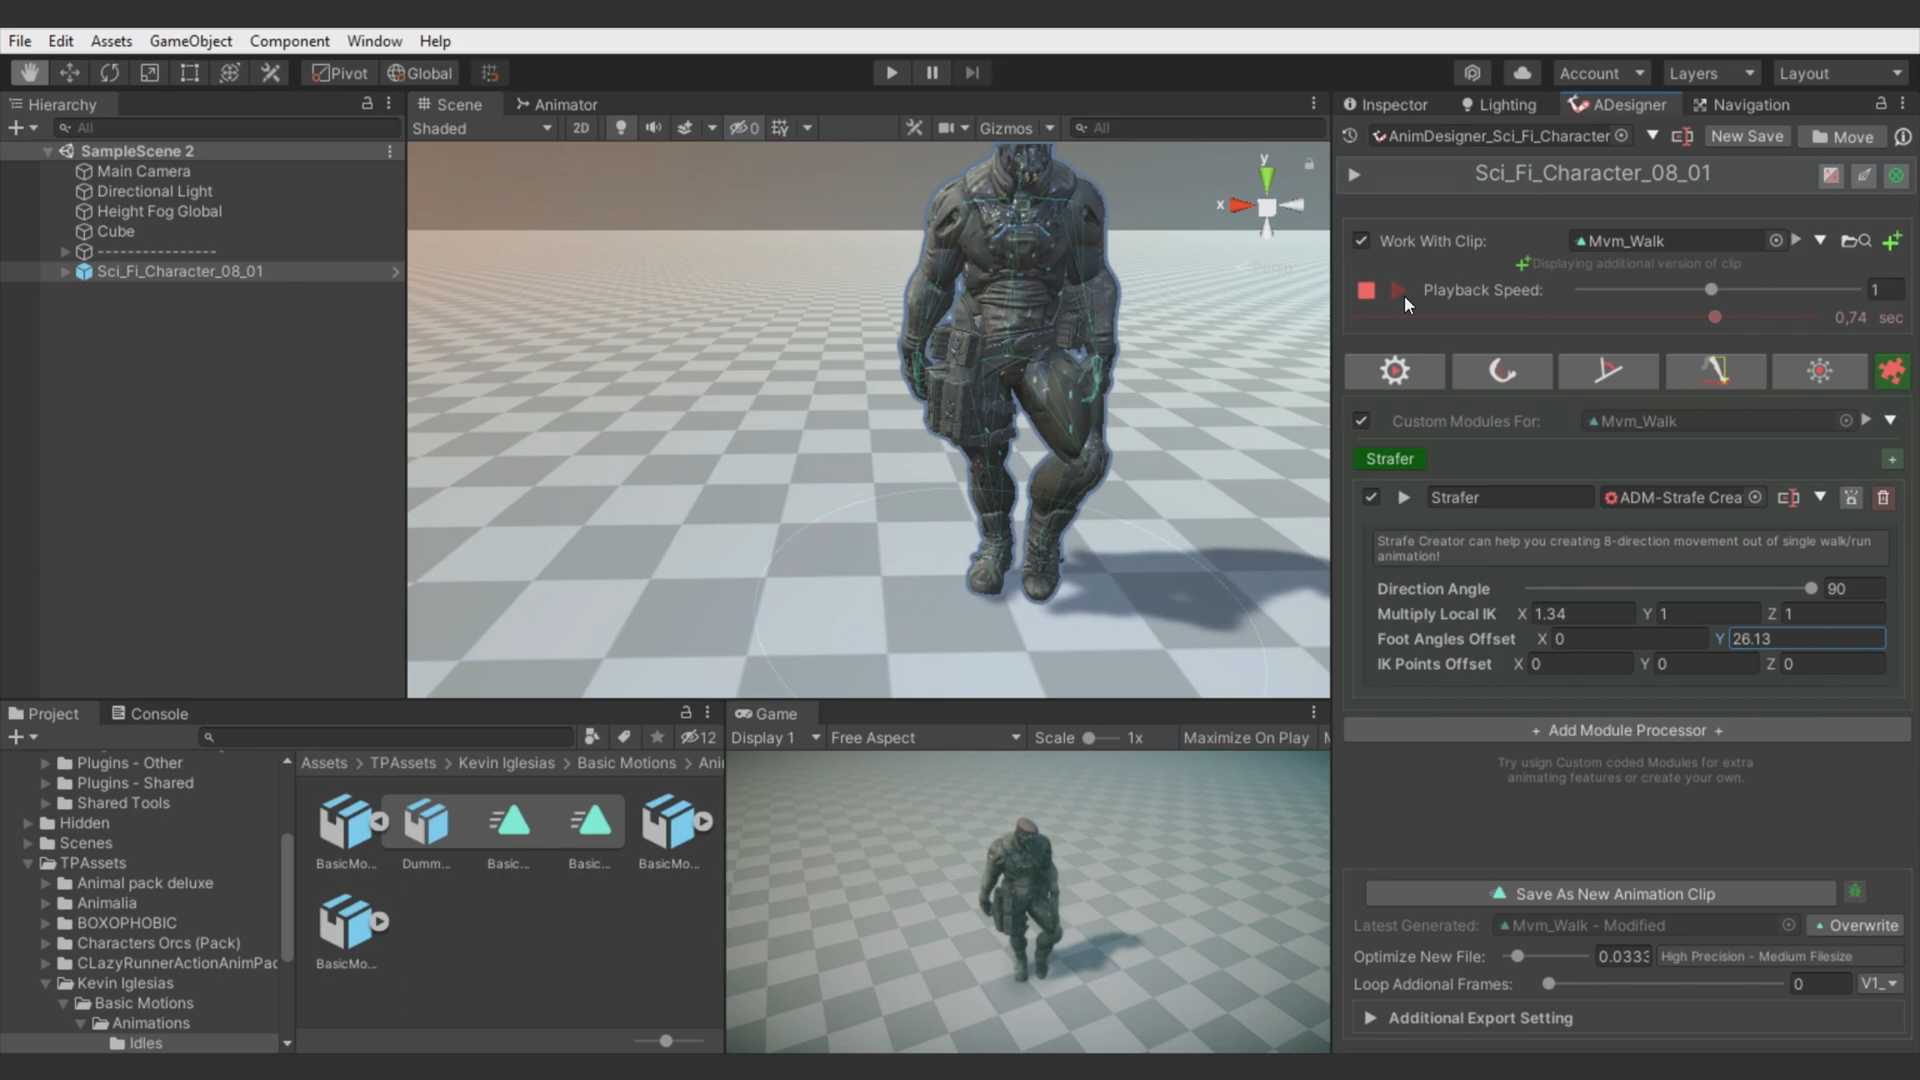 File Edit Assets GameObject Component Window Help
Pivot Global Account Layers Layout
Hierarchy
All
SampleScene 2
Main Camera
Directional Light
Height Fog Global
Cube
----------------
Sci_Fi_Character_08_01
Scene Animator
Shaded 2D 0 Gizmos All
y
x
Persp
Inspector Lighting ADesigner Navigation
AnimDesigner_Sci_Fi_Character New Save Move
Sci_Fi_Character_08_01
Work With Clip: Mvm_Walk
Displaying additional version of clip
Playback Speed: 1
0,74 sec
Custom Modules For: Mvm_Walk
Strafer +
Strafer ADM-Strafe Crea
Strafe Creator can help you creating 8-direction movement out of single walk/run
animation!
Direction Angle 90
Multiply Local IK X 1.34 Y 1 Z 1
Foot Angles Offset X 0 Y 26.13
IK Points Offset X 0 Y 0 Z 0
+ Add Module Processor +
Try usign Custom coded Modules for extra
animating features or create your own.
Save As New Animation Clip
Latest Generated: Mvm_Walk - Modified Overwrite
Optimize New File: 0.0333 High Precision - Medium Filesize
Loop Addional Frames: 0 V1_
Additional Export Setting
Project Console
12
Plugins - Other
Plugins - Shared
Shared Tools
Hidden
Scenes
TPAssets
Animal pack deluxe
Animalia
BOXOPHOBIC
Characters Orcs (Pack)
CLazyRunnerActionAnimPac
Kevin Iglesias
Basic Motions
Animations
Idles
Assets > TPAssets > Kevin Iglesias > Basic Motions > Ani
BasicMo... Dumm... Basic... Basic... BasicMo...
BasicMo...
Game
Display 1 Free Aspect Scale 1x Maximize On Play